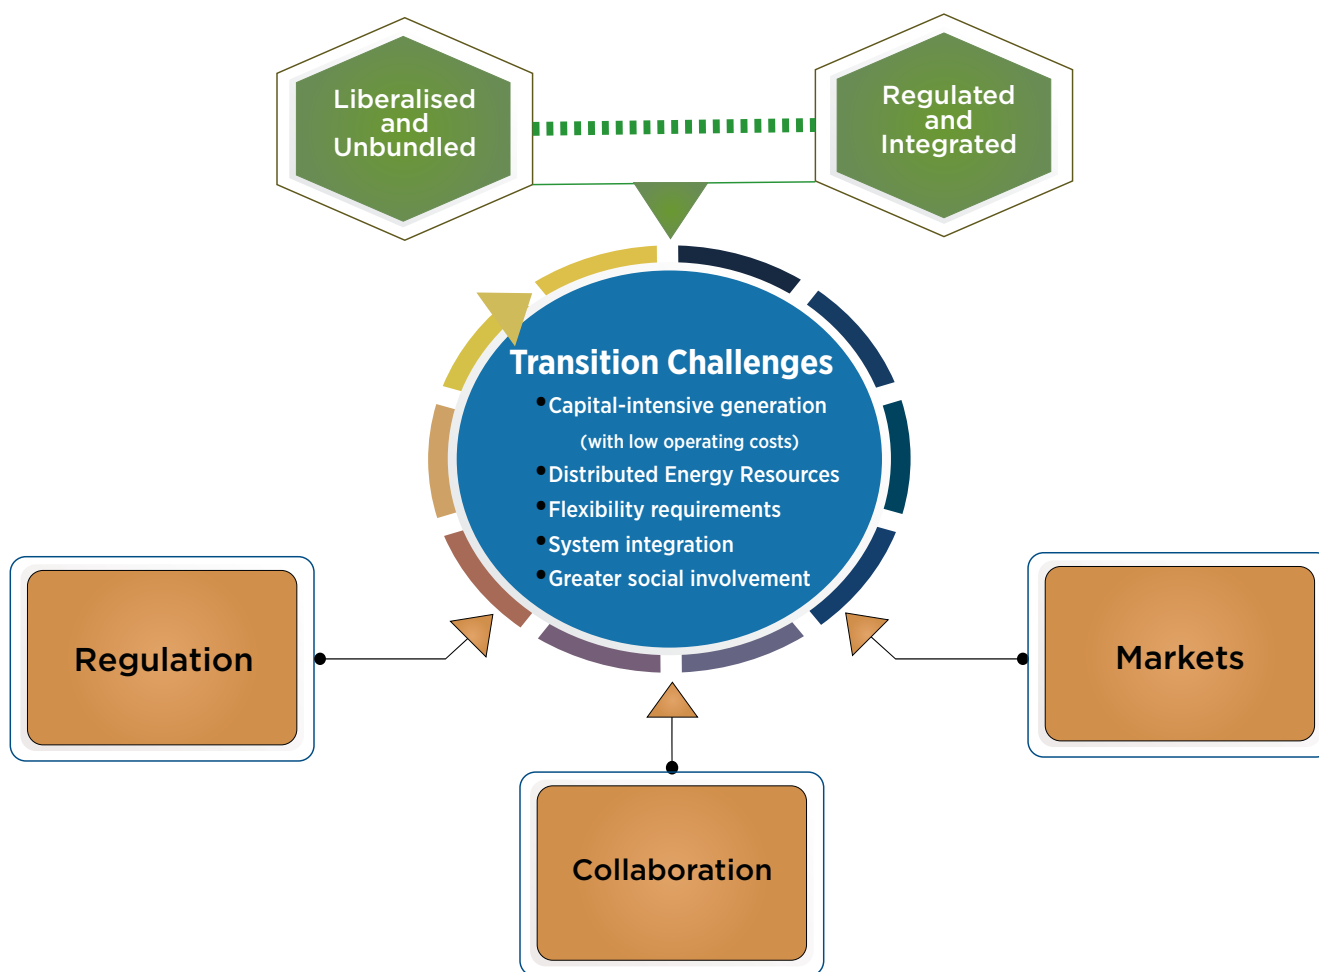 Liberalised
and
Unbundled
Regulated
and
Integrated
Transition Challenges
•Capital-intensive generation
(with low operating costs)
•Distributed Energy Resources
•Flexibility requirements
•System integration
•Greater social involvement
Regulation
Markets
Collaboration